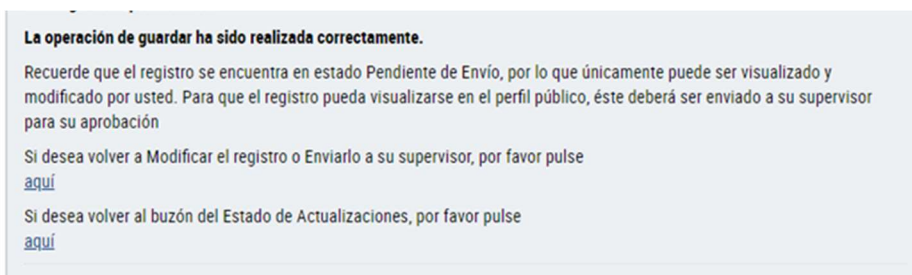 La operación de guardar ha sido realizada correctamente.
Recuerde que el registro se encuentra en estado Pendiente de Envío, por lo que únicamente puede ser visualizado y
modificado por usted. Para que el registro pueda visualizarse en el perfil público, éste deberá ser enviado a su supervisor
para su aprobación
Si desea volver a Modificar el registro o Enviarlo a su supervisor, por favor pulse
aquí
Si desea volver al buzón del Estado de Actualizaciones, por favor pulse
aquí